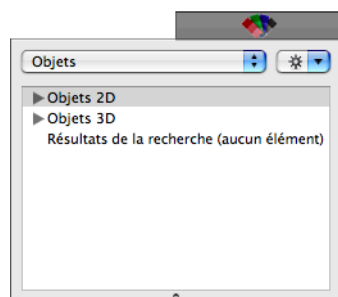 Objets
Objets 2D
Objets 3D
Résultats de la recherche (aucun élément)